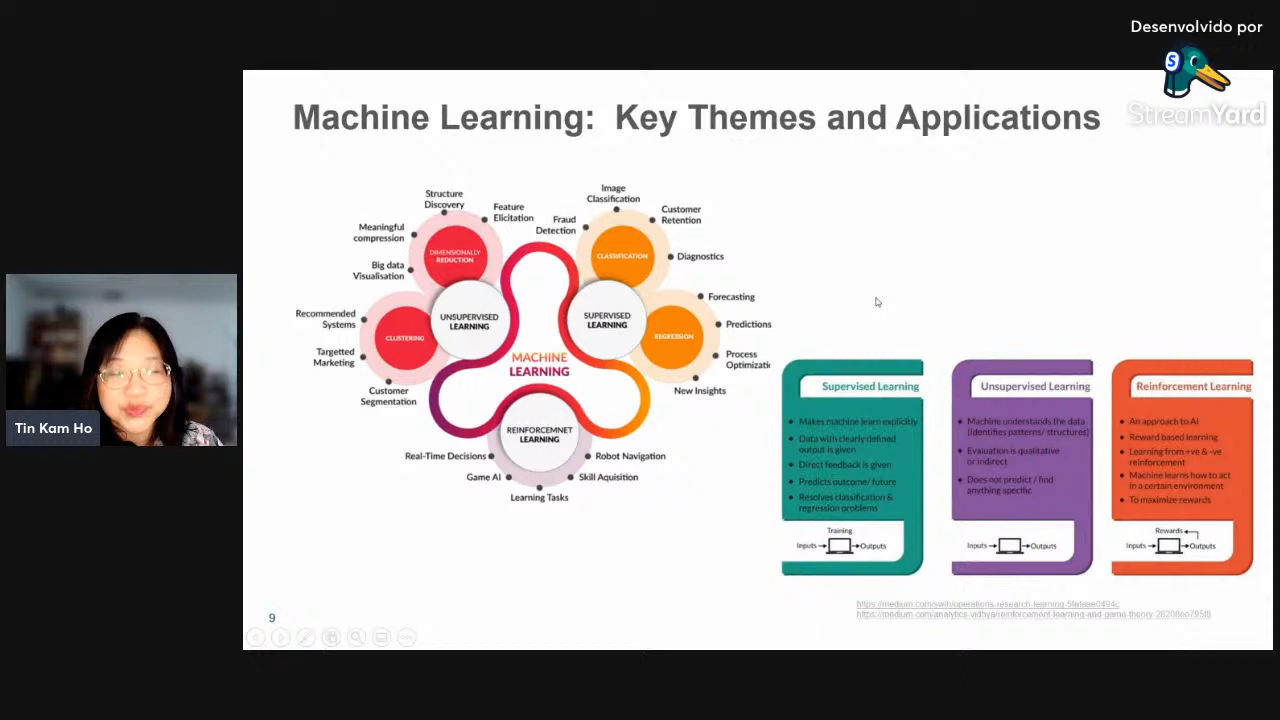 Desenvolvido por
S
StreamYard
Machine Learning: Key Themes and Applications
Structure
Discovery
Feature
Elicitation
Meaningful
compression
Big data
Visualisation
DIMENSIONALLY
REDUCTION
Recommended
Systems
Targetted
Marketing
Customer
Segmentation
CLUSTERING
UNSUPERVISED
LEARNING
Image
Classification
Fraud
Detection
Customer
Retention
Diagnostics
CLASSIFICATION
SUPERVISED
LEARNING
Forecasting
Predictions
Process
Optimizatic
New Insights
REGRESSION
MACHINE
LEARNING
REINFORCEMNET
LEARNING
Real-Time Decisions
Robot Navigation
Game AI
Skill Aquisition
Learning Tasks
Supervised Learning
Makes machine learn explicitly
Data with clearly defined
output is given
Direct feedback is given
Predicts outcome/ future
Resolves classification &
regression problems
Training
Inputs
Outputs
Unsupervised Learning
Machine understands the data
(identifies patterns/ structures)
Evaluation is qualitative
or indirect
Does not predict / find
anything specific
Inputs
Outputs
Reinforcement Learning
An approach to AI
Reward based learning
Learning from +ve & -ve
reinforcement
Machine learns how to act
in a certain environment
To maximize rewards
Rewards
Inputs
Outputs
Tin Kam Ho
9